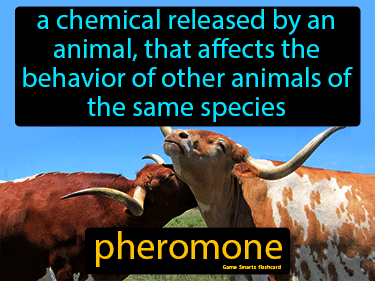 a chemical released by an
animal, that affects the
behavior of other animals of
the same species
pheromone
Game Smartz flashcard